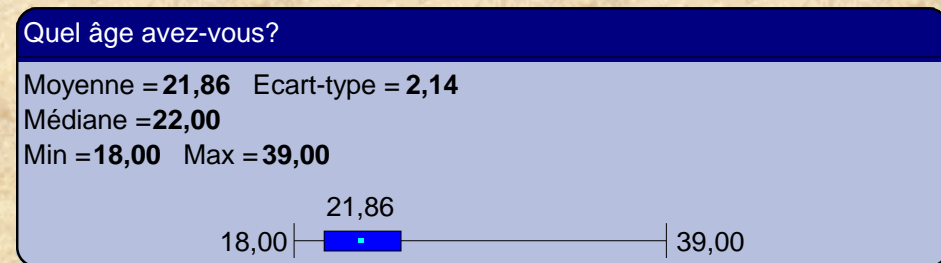 Quel âge avez-vous?
Moyenne = 21,86 Ecart-type = 2,14
Médiane =22,00
Min =18,00 Max = 39,00
21,86
18,00 39,00